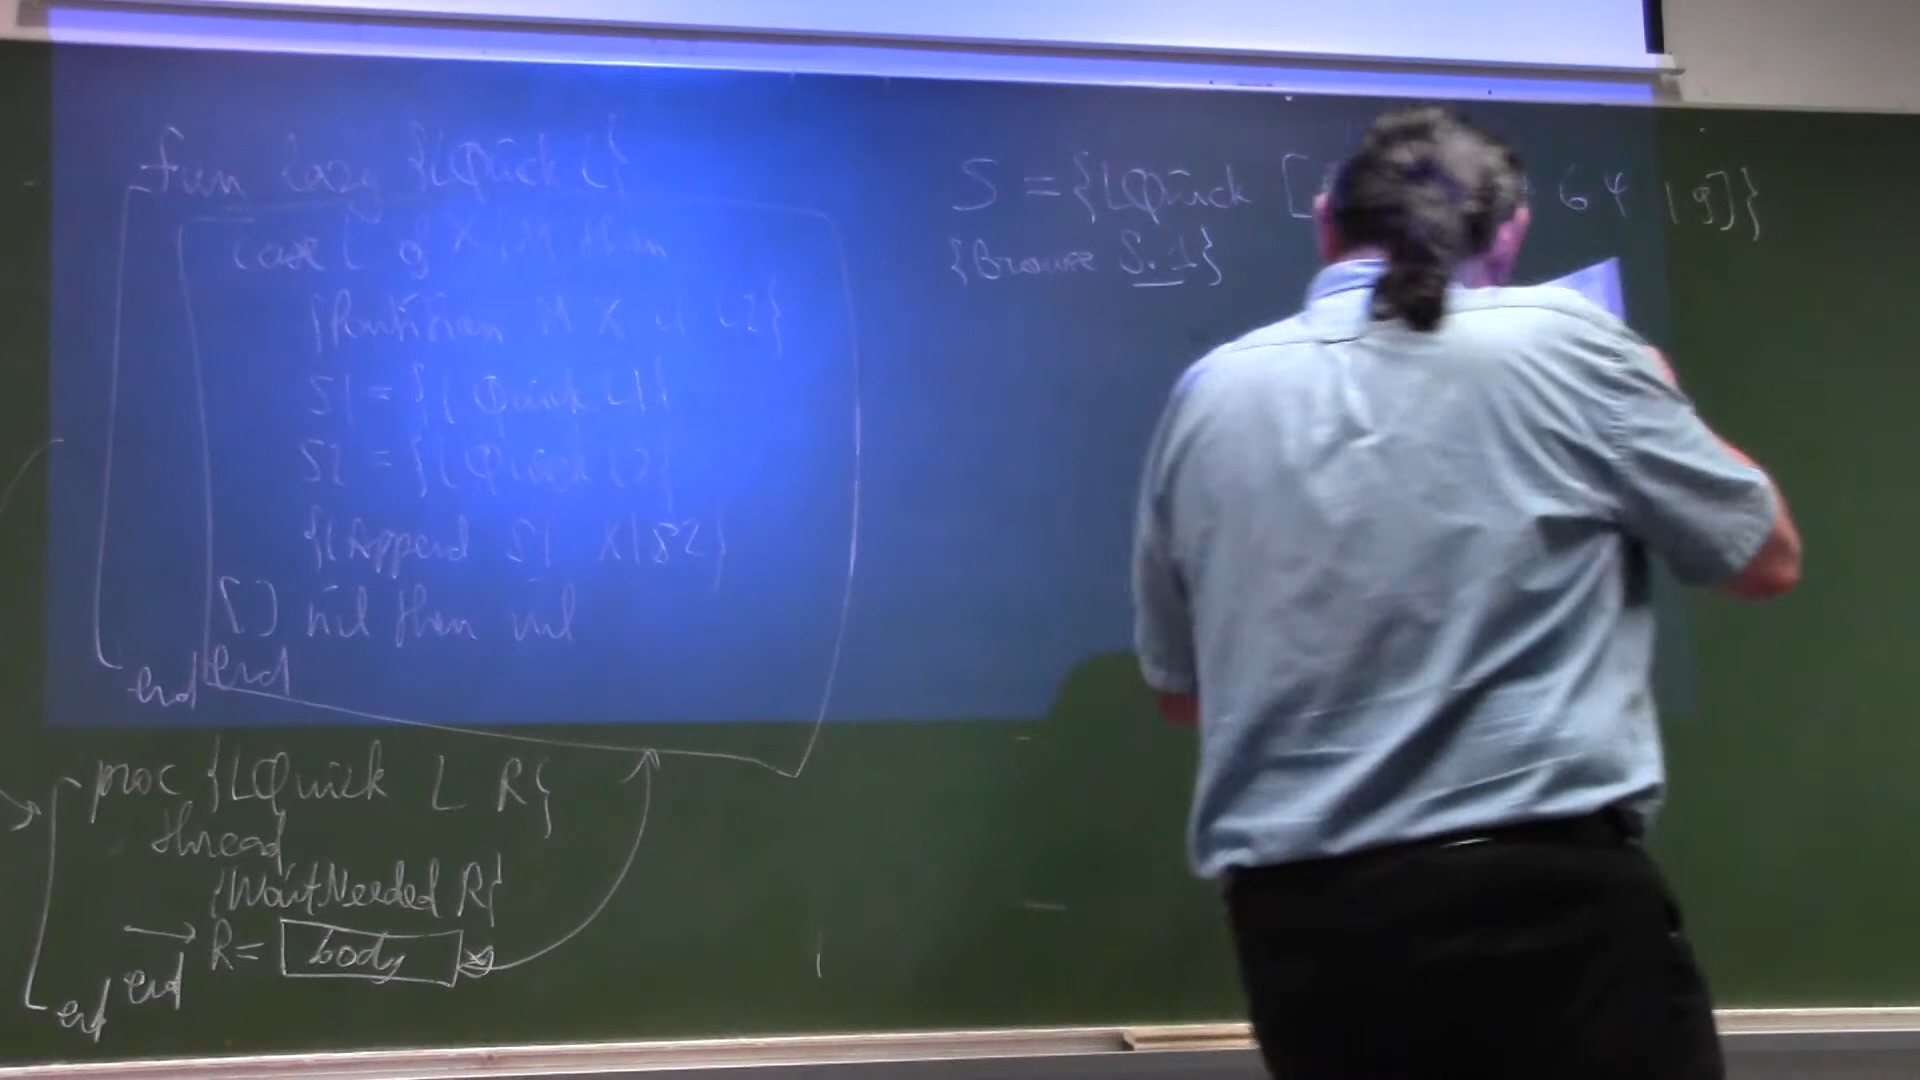 fun lazy {LQuick L}
case L of X|M then
{Partition M X L1 L2}
S1 = {LQuick L1}
S2 = {LQuick L2}
{LAppend S1 X|S2}
[] nil then nil
end
end
proc {LQuick L R}
thread
{WaitNeeded R}
R= body
end
end
S = {LQuick [ 6 4 1 9]}
{Browse S.1}